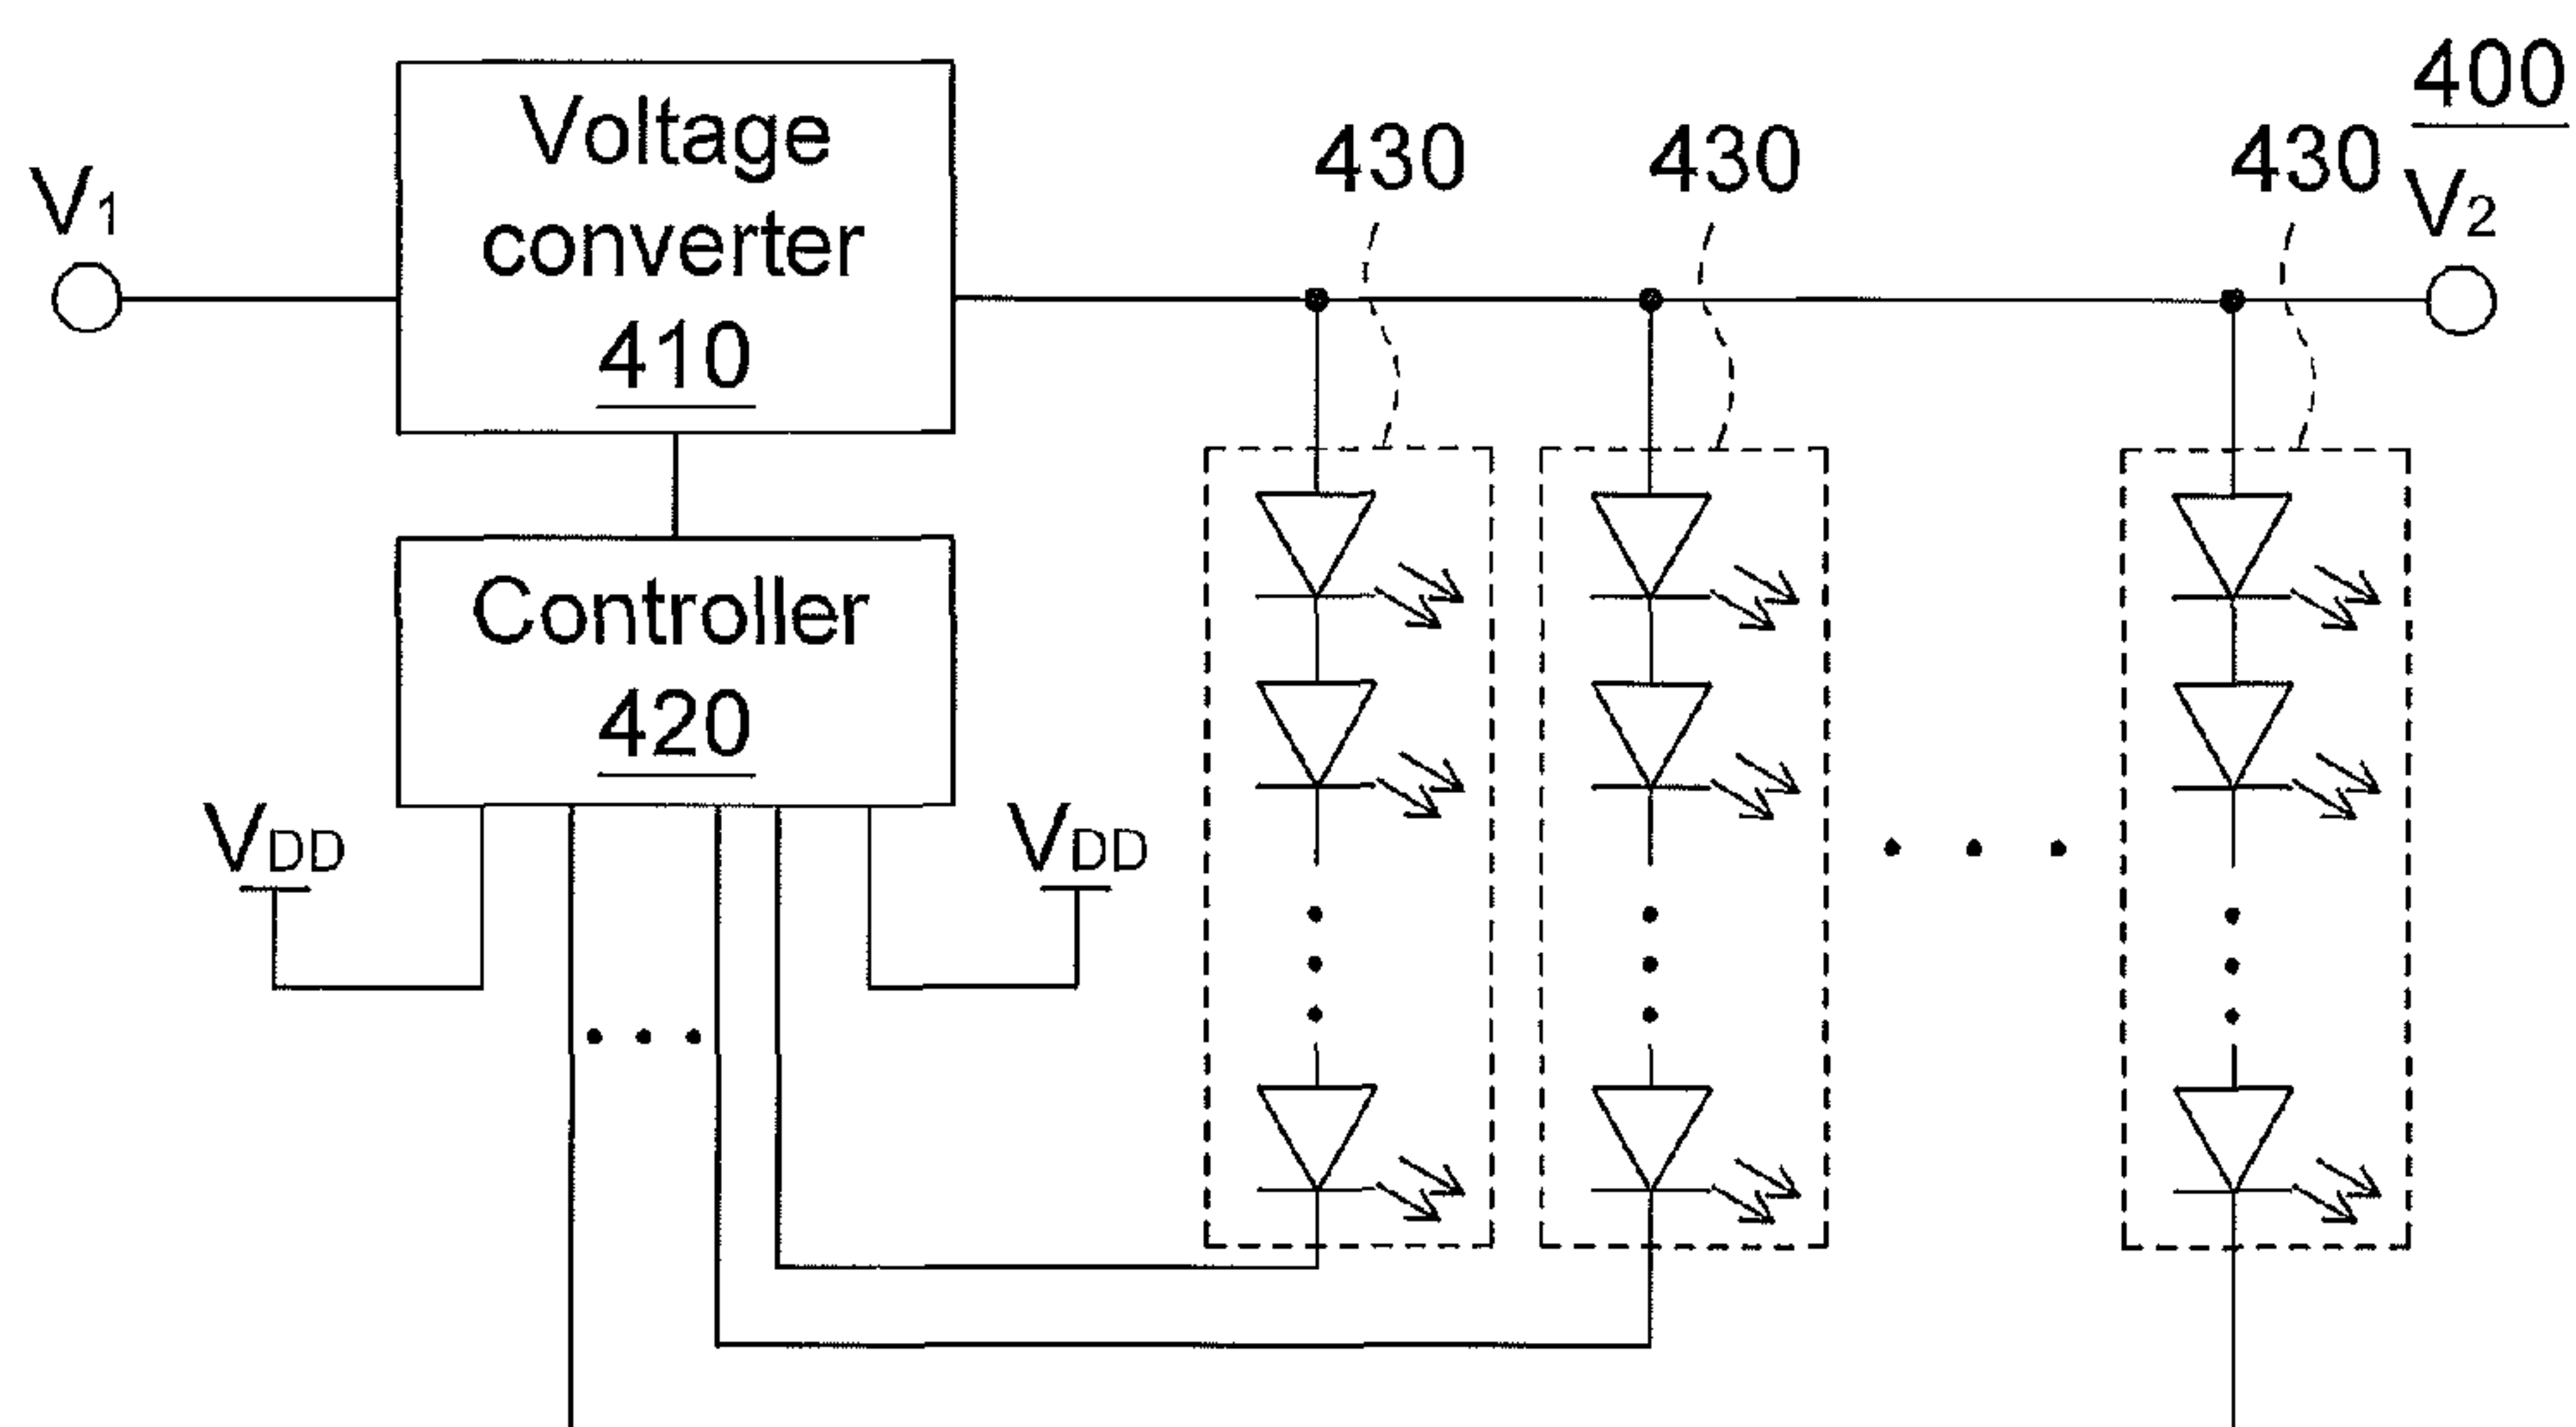 400
Voltage
converter
410
430
430
430
V1
V2
Controller
420
VDD
VDD